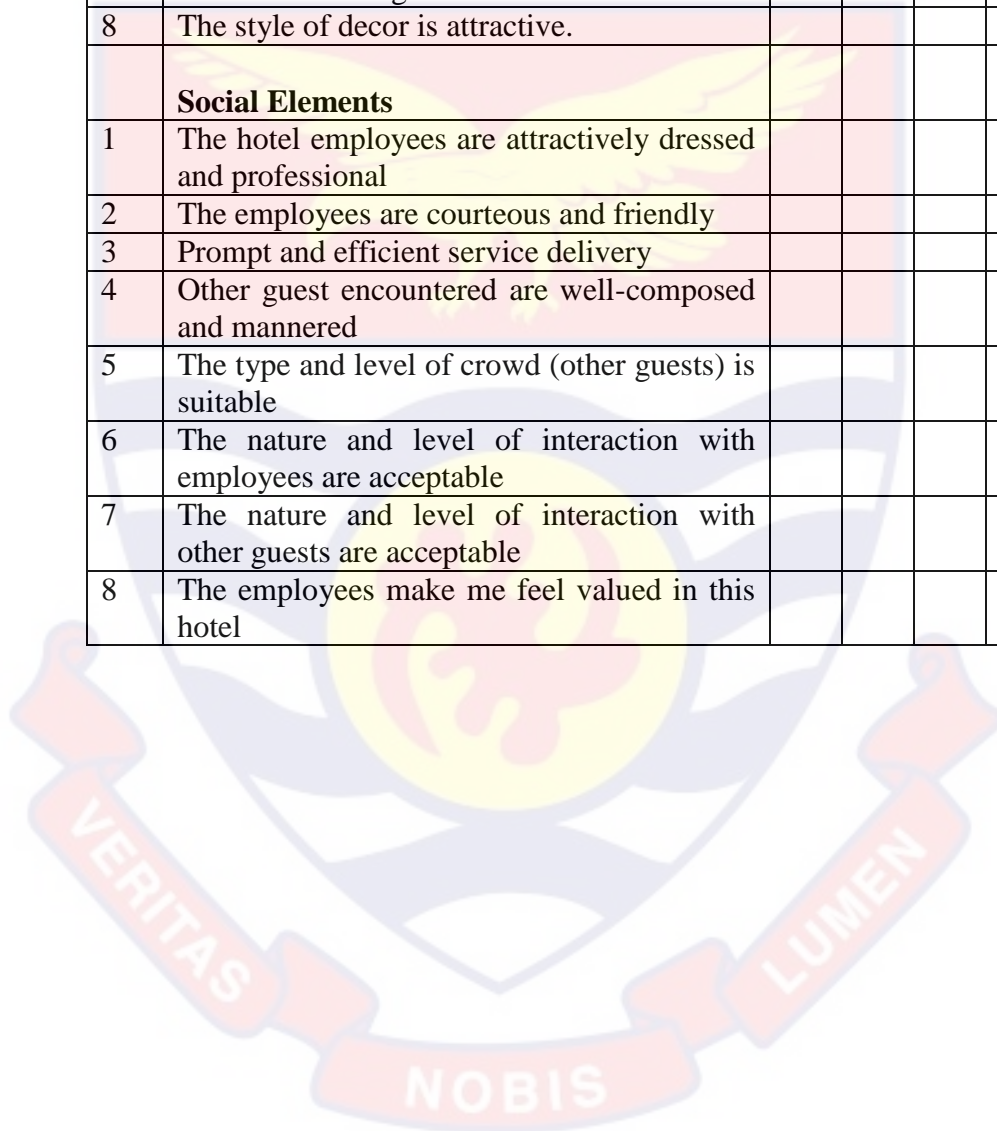 8 The style of decor is attractive.
Social Elements
1 The hotel employees are attractively dressed
and professional
2 The employees are courteous and friendly
3 Prompt and efficient service delivery
4 Other guest encountered are well-composed
and mannered
5 The type and level of crowd (other guests) is
suitable
6 The nature and level of interaction with
employees are acceptable
7 The nature and level of interaction with
other guests are acceptable
8 The employees make me feel valued in this
hotel
VERITAS
NOBIS
LUMEN